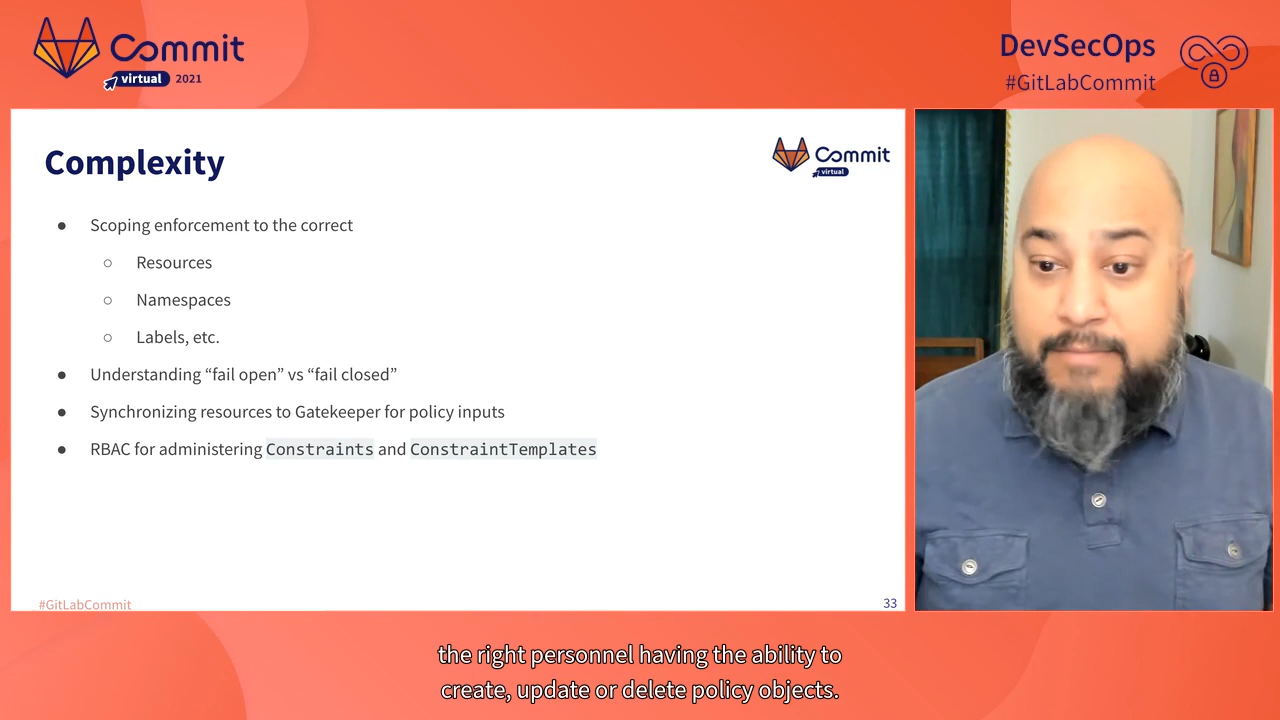 Commit
virtual 2021
DevSecOps
#GitLabCommit
Complexity
Commit
virtual
● Scoping enforcement to the correct
○ Resources
○ Namespaces
○ Labels, etc.
● Understanding “fail open” vs “fail closed”
● Synchronizing resources to Gatekeeper for policy inputs
● RBAC for administering Constraints and ConstraintTemplates
#GitLabCommit
33
the right personnel having the ability to
create, update or delete policy objects.